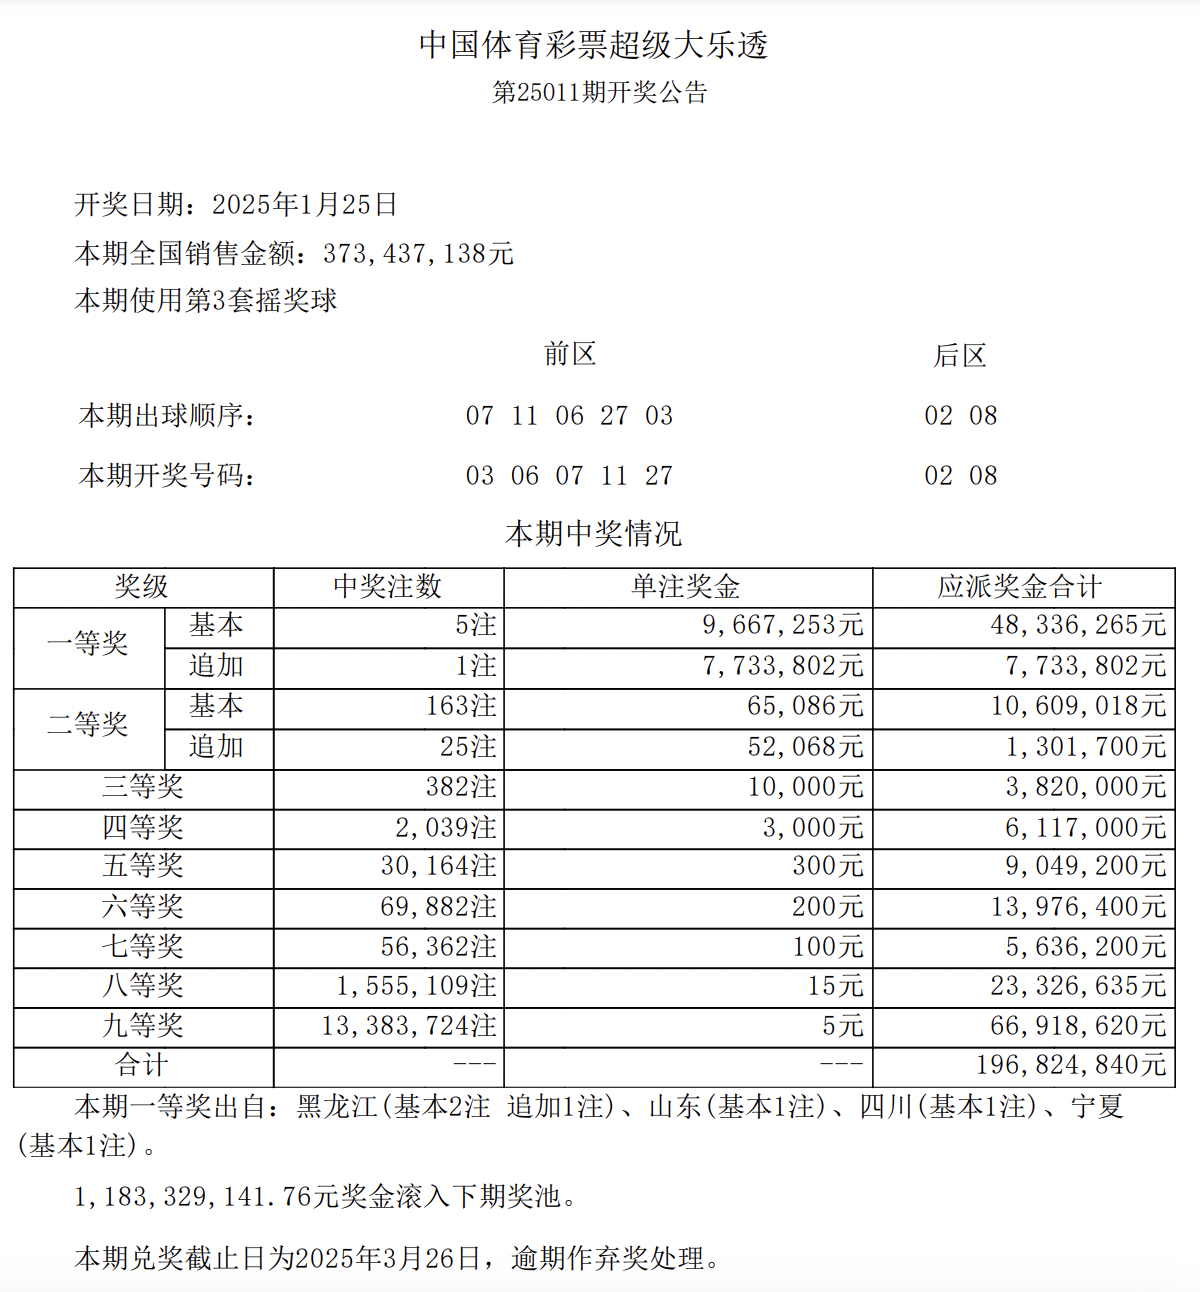 中国体育彩票超级大乐透
第25011期开奖公告
开奖日期：2025年1月25日
本期全国销售金额：373,437,138元
本期使用第3套摇奖球
前区 后区
本期出球顺序： 07 11 06 27 03 02 08
本期开奖号码： 03 06 07 11 27 02 08
本期中奖情况
奖级 中奖注数 单注奖金 应派奖金合计
一等奖 基本 5注 9,667,253元 48,336,265元
追加 1注 7,733,802元 7,733,802元
二等奖 基本 163注 65,086元 10,609,018元
追加 25注 52,068元 1,301,700元
三等奖 382注 10,000元 3,820,000元
四等奖 2,039注 3,000元 6,117,000元
五等奖 30,164注 300元 9,049,200元
六等奖 69,882注 200元 13,976,400元
七等奖 56,362注 100元 5,636,200元
八等奖 1,555,109注 15元 23,326,635元
九等奖 13,383,724注 5元 66,918,620元
合计 --- --- 196,824,840元
本期一等奖出自：黑龙江(基本2注 追加1注)、山东(基本1注)、四川(基本1注)、宁夏
(基本1注)。
1,183,329,141.76元奖金滚入下期奖池。
本期兑奖截止日为2025年3月26日，逾期作弃奖处理。